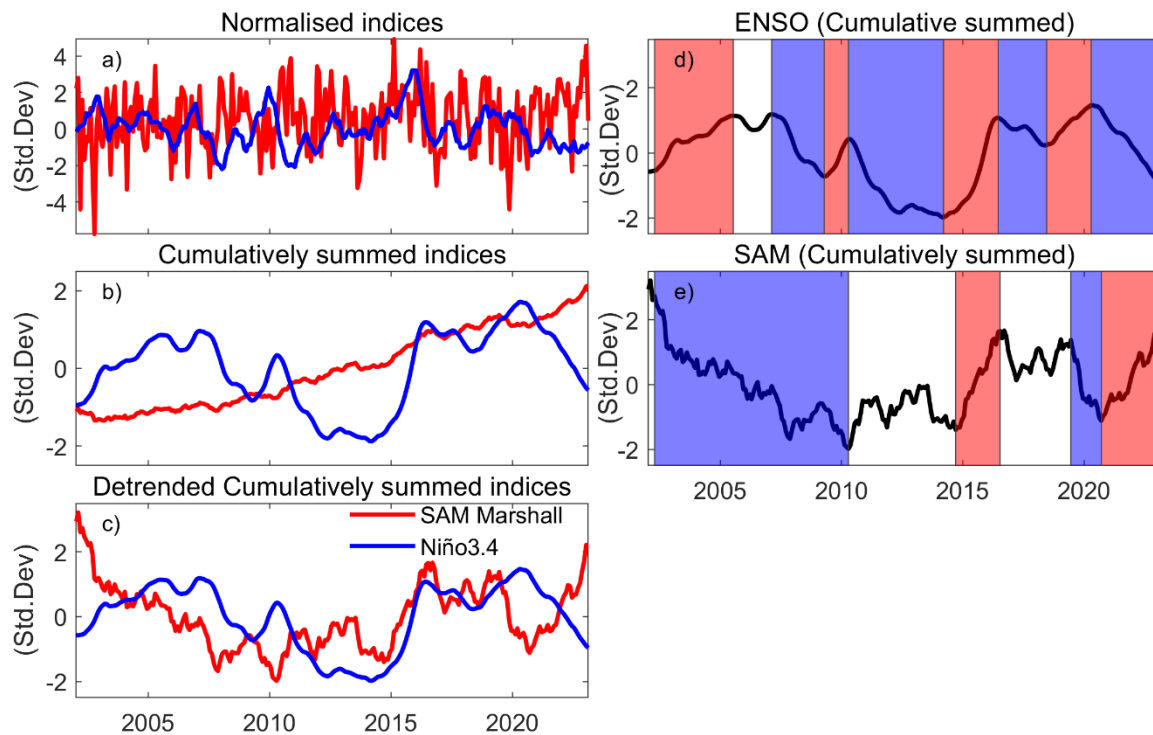 Normalised indices
a)
4
2
0
-2
-4
(Std.Dev)
Cumulatively summed indices
b)
2
0
-2
(Std.Dev)
Detrended Cumulatively summed indices
c)
SAM Marshall
Niño3.4
2
0
-2
(Std.Dev)
2005 2010 2015 2020
ENSO (Cumulative summed)
d)
2
0
-2
(Std.Dev)
SAM (Cumulatively summed)
e)
2
0
-2
(Std.Dev)
2005 2010 2015 2020